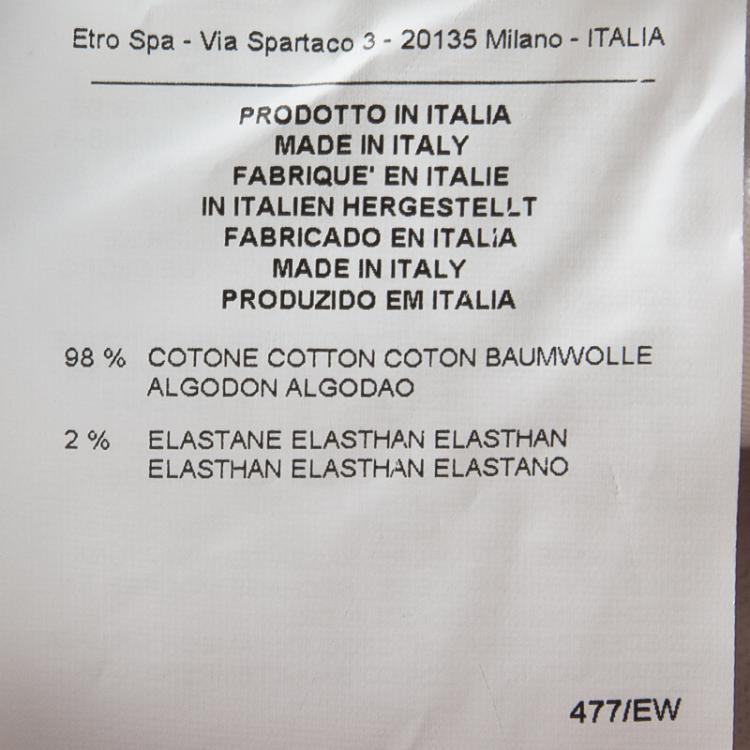 Etro Spa - Via Spartaco 3 - 20135 Milano - ITALIA
PRODOTTO IN ITALIA
MADE IN ITALY
FABRIQUE' EN ITALIE
IN ITALIEN HERGESTELLT
FABRICADO EN ITALiA
MADE IN ITALY
PRODUZIDO EM ITALIA
98 % COTONE COTTON COTON BAUMWOLLE
ALGODON ALGODAO
2 % ELASTANE ELASTHAN ELASTHAN
ELASTHAN ELASTHAN ELASTANO
477/EW